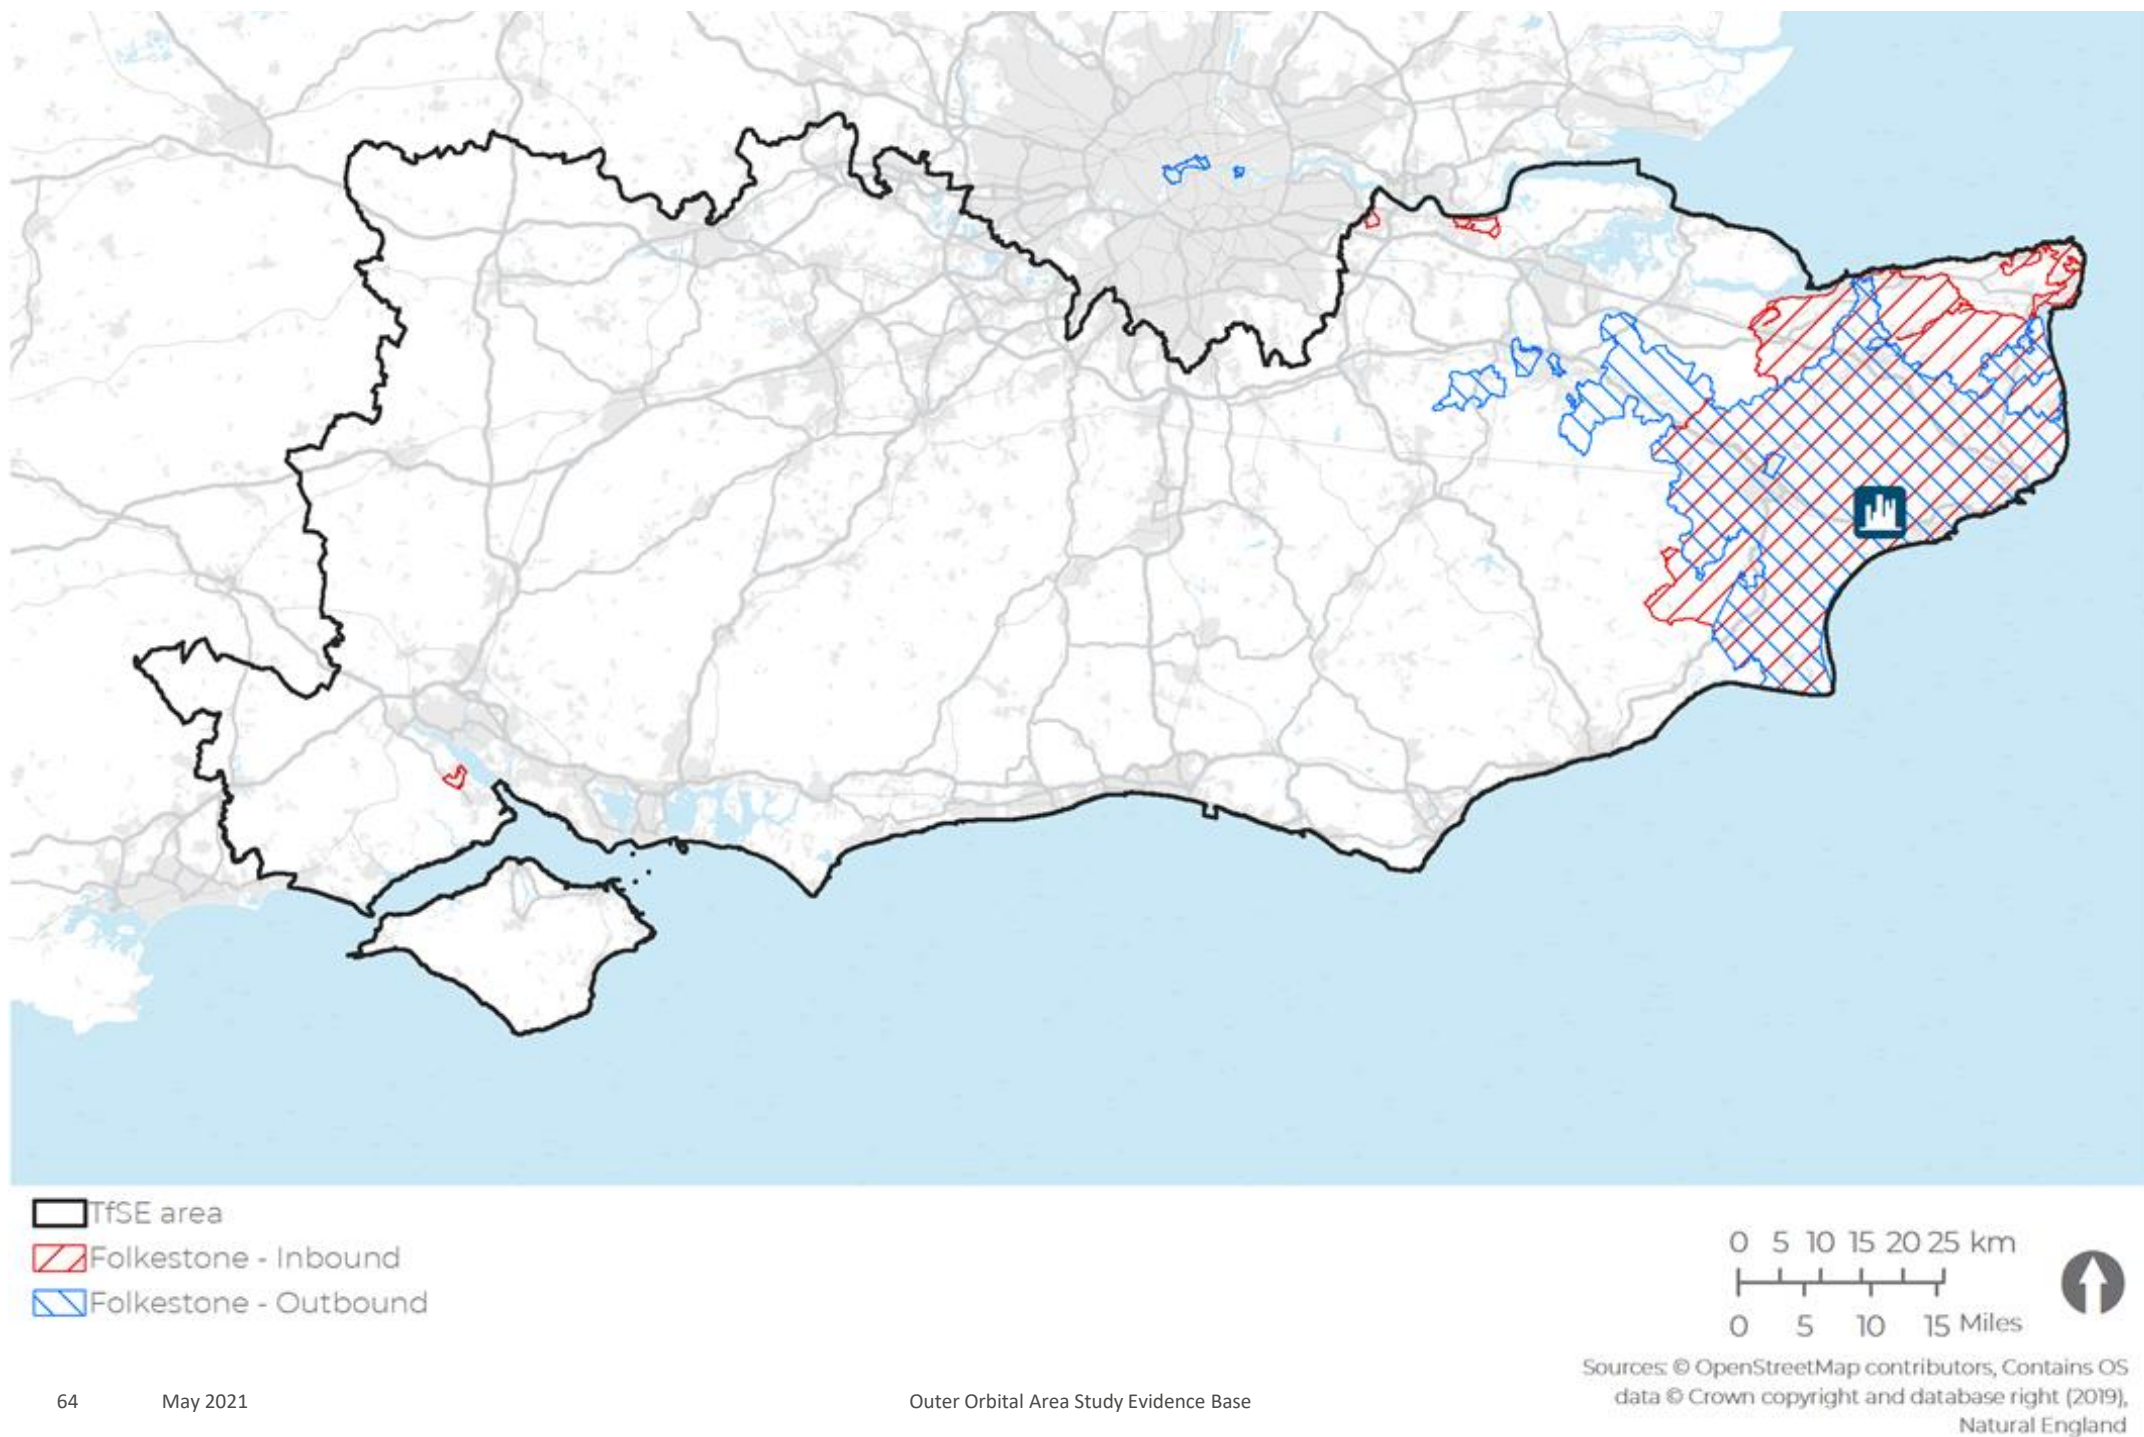 TfSE area
Folkestone - Inbound
Folkestone - Outbound
0 5 10 15 20 25 km
0 5 10 15 Miles
Sources: © OpenStreetMap contributors, Contains OS
data © Crown copyright and database right (2019),
Natural England
64 May 2021 Outer Orbital Area Study Evidence Base